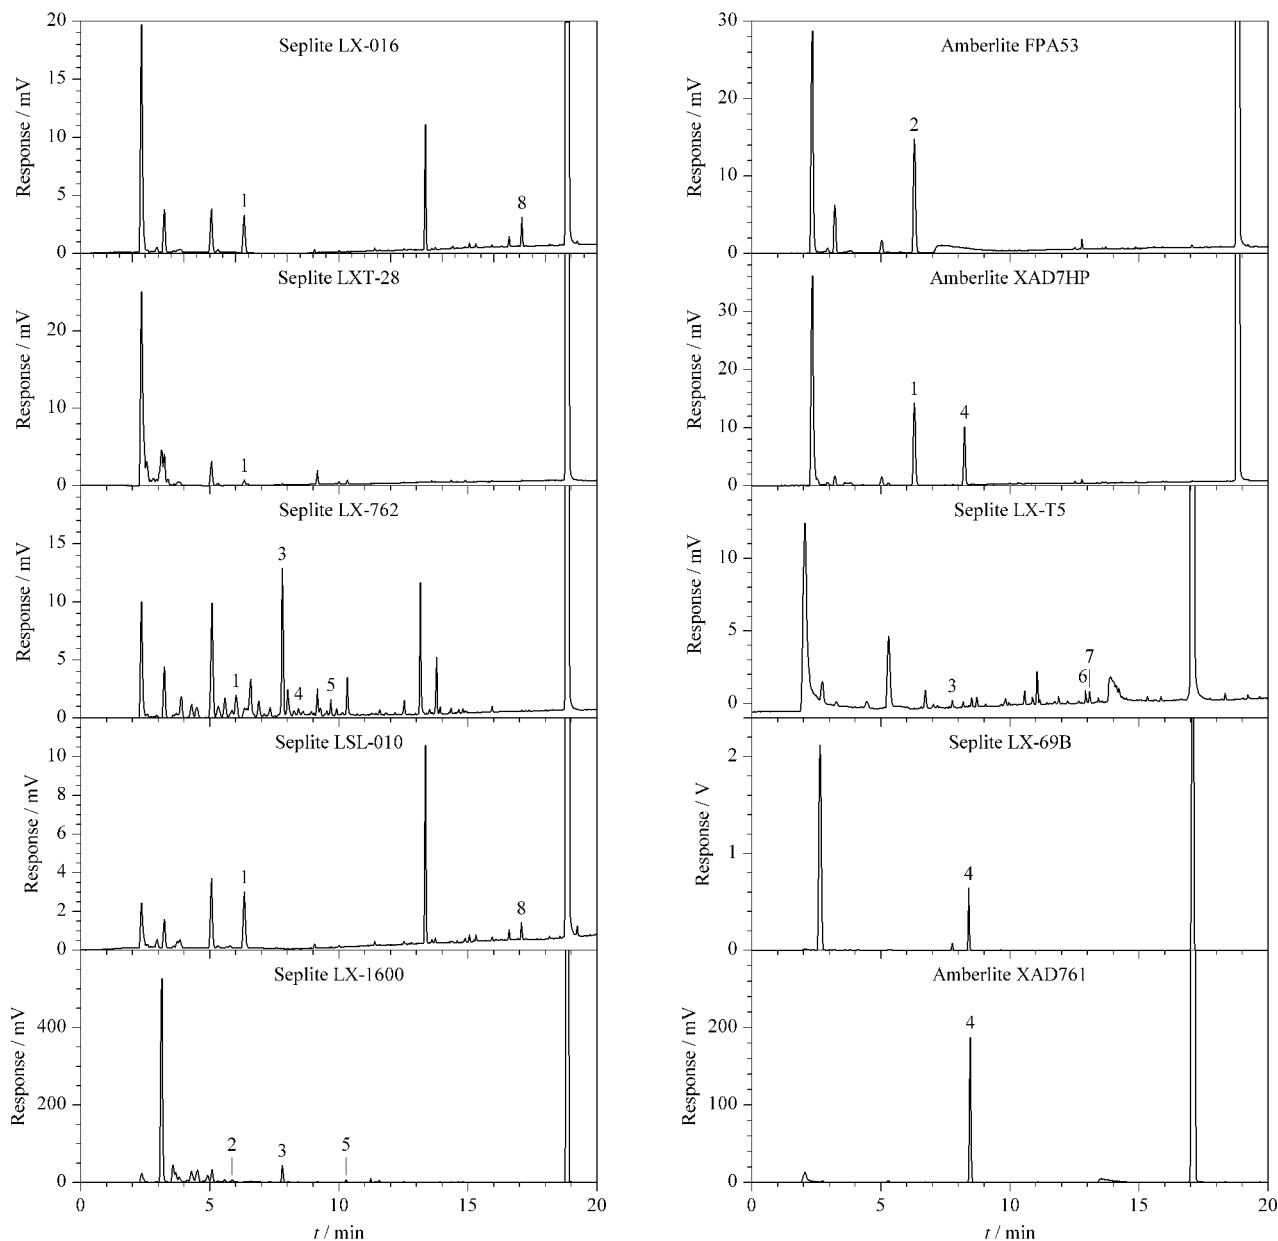 Seplite LX-016
Response / mV
20
15
10
5
0
1
8
Seplite LXT-28
Response / mV
20
10
0
1
Seplite LX-762
Response / mV
15
10
5
0
1
3
4
5
Seplite LSL-010
Response / mV
10
8
6
4
2
0
1
8
Seplite LX-1600
Response / mV
400
200
0
2
3
5
0 5 10 15 20
t / min
Amberlite FPA53
Response / mV
30
20
10
0
2
Amberlite XAD7HP
Response / mV
30
20
10
0
1
4
Seplite LX-T5
Response / mV
10
5
0
3
6
7
Seplite LX-69B
Response / V
2
1
0
4
Amberlite XAD761
Response / mV
200
100
0
4
0 5 10 15 20
t / min